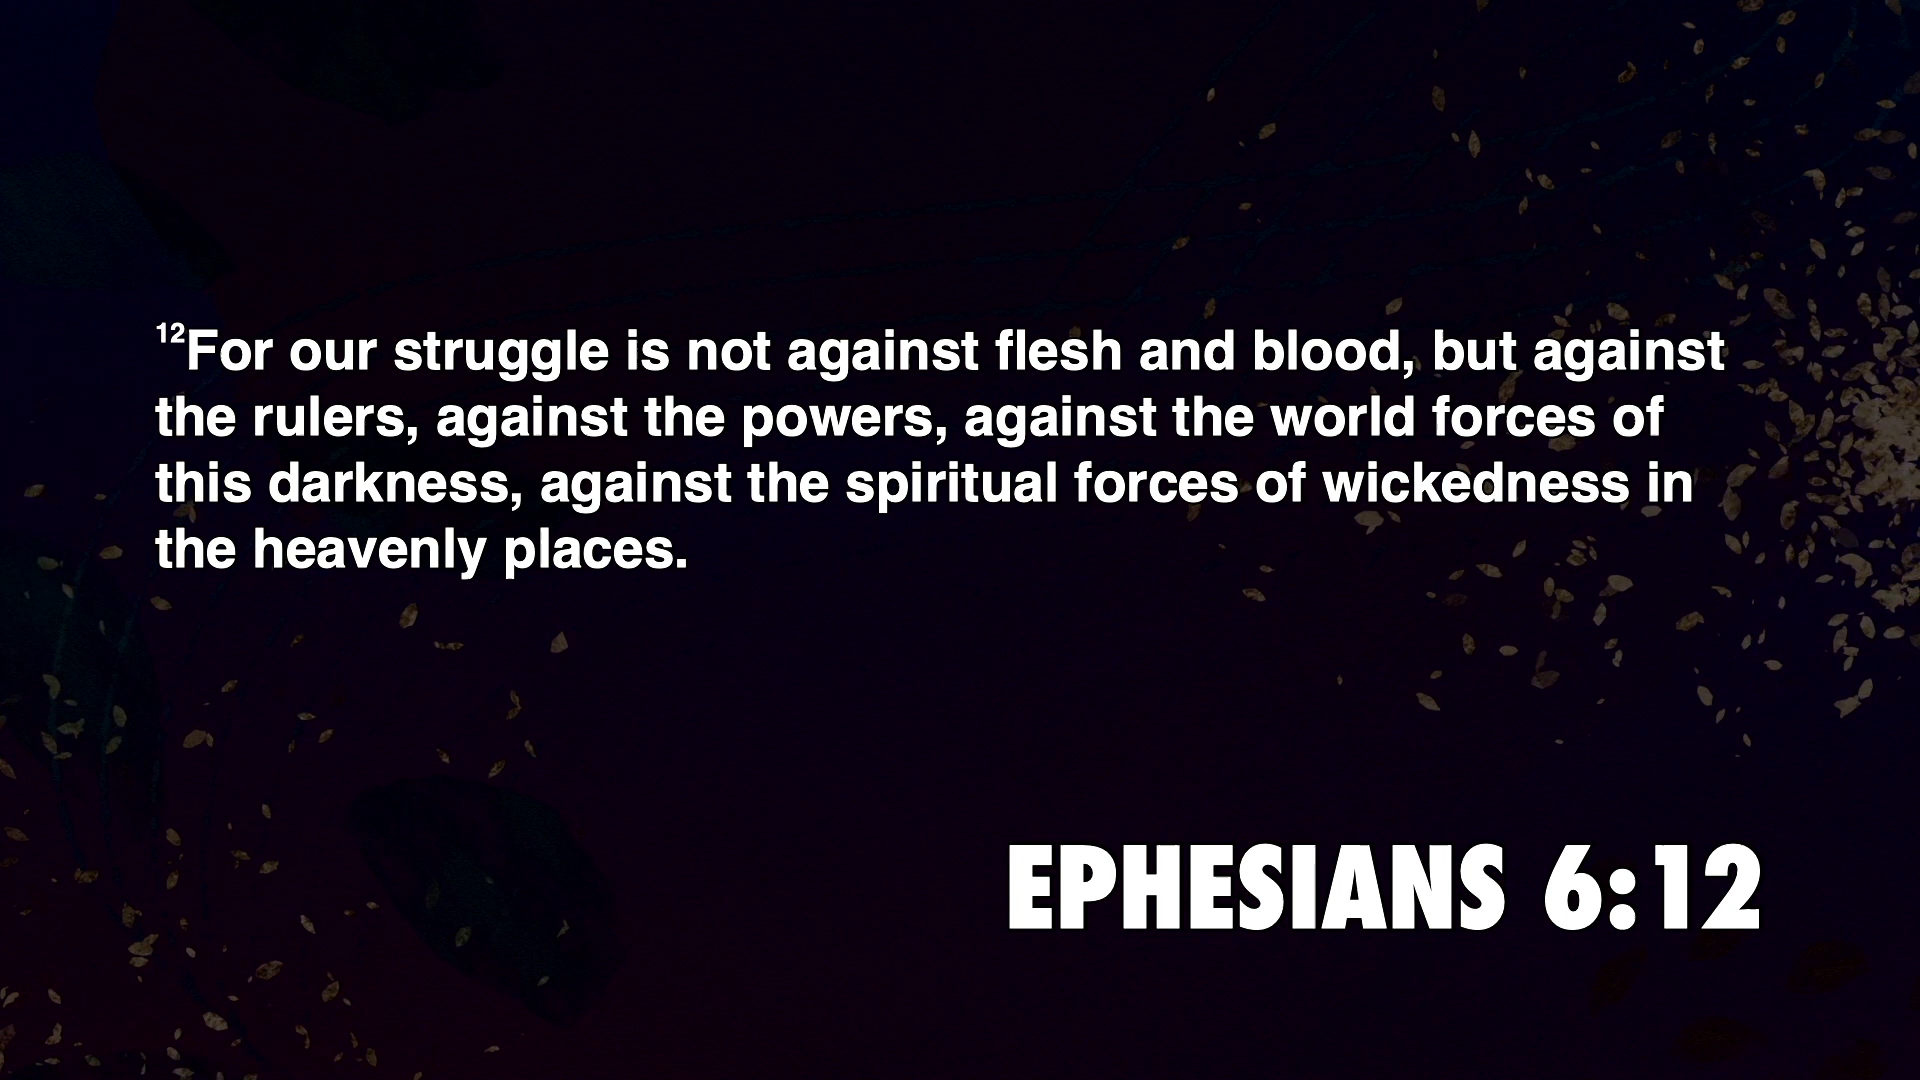 12For our struggle is not against flesh and blood, but against
the rulers, against the powers, against the world forces of
this darkness, against the spiritual forces of wickedness in
the heavenly places.
EPHESIANS 6:12